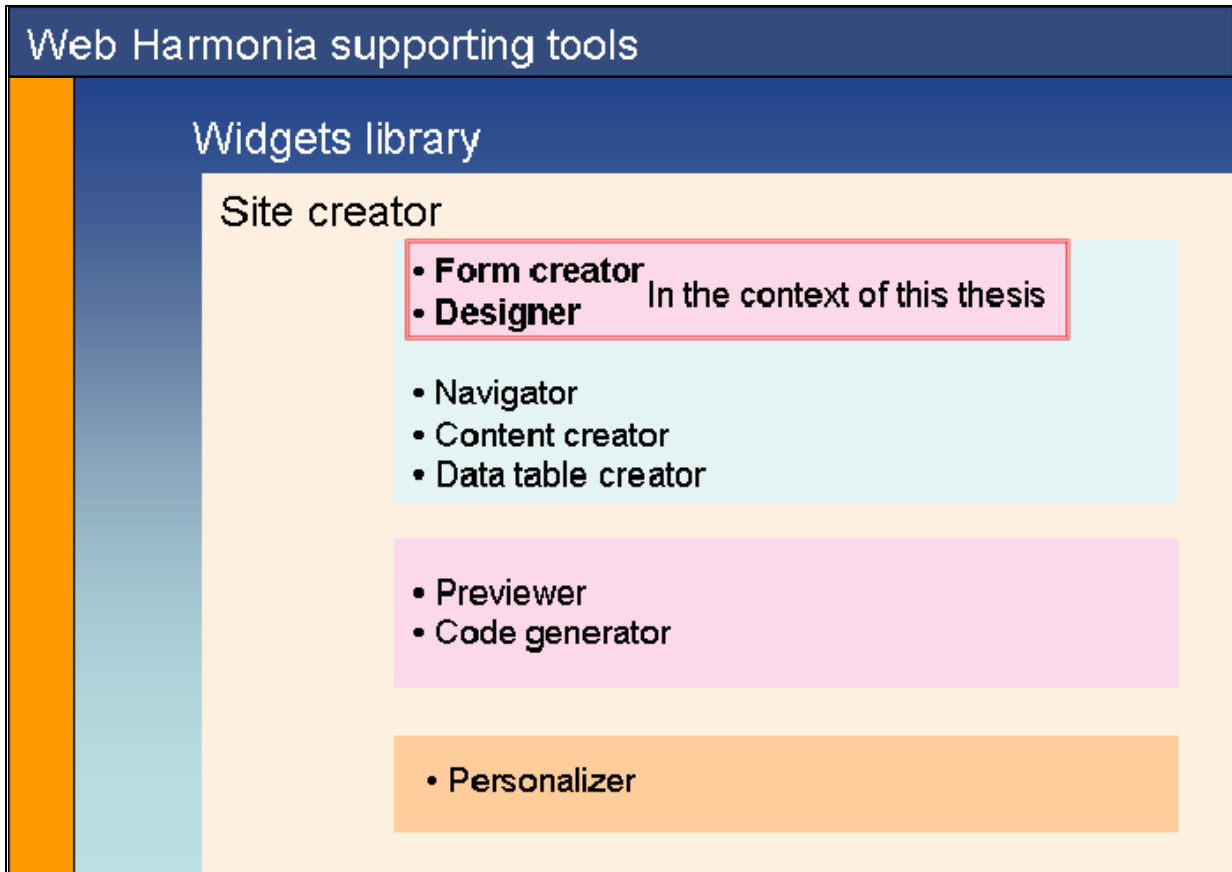 Web Harmonia supporting tools
Widgets library
Site creator
• Form creator
In the context of this thesis
• Designer
• Navigator
• Content creator
• Data table creator
• Previewer
• Code generator
• Personalizer